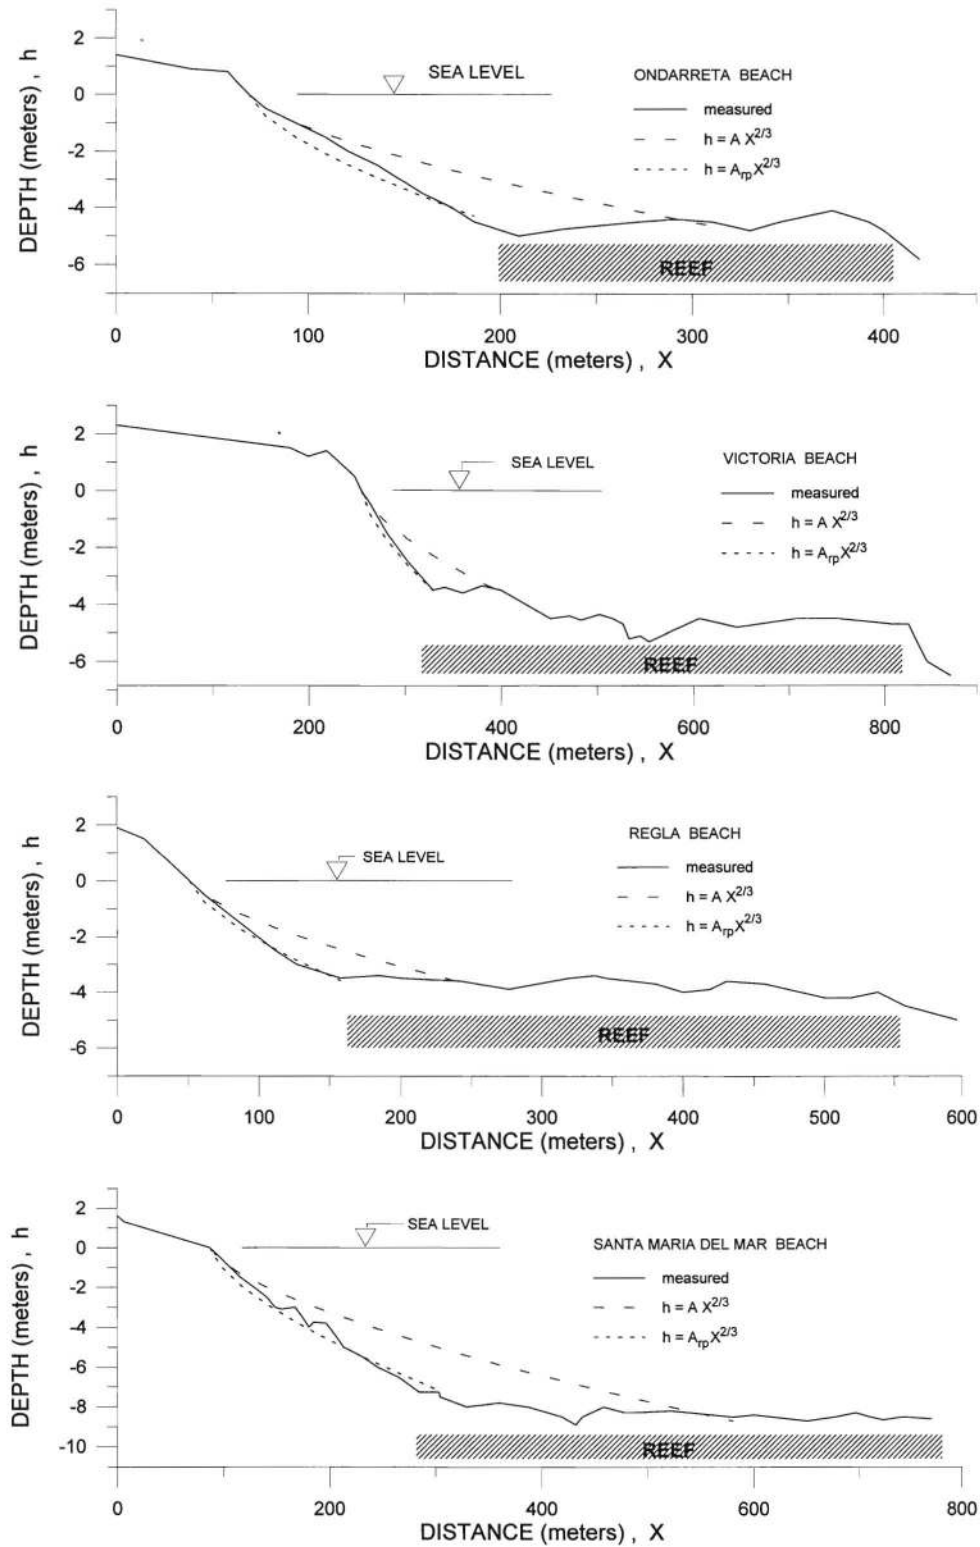 DEPTH (meters) , h
2
0
-2
-4
-6
SEA LEVEL
ONDARRETA BEACH
measured
h = A X^2/3
h = A_rp X^2/3
REEF
0 100 200 300 400
DISTANCE (meters) , X
DEPTH (meters) , h
2
0
-2
-4
-6
SEA LEVEL
VICTORIA BEACH
measured
h = A X^2/3
h = A_rp X^2/3
REEF
0 200 400 600 800
DISTANCE (meters) , X
DEPTH (meters) , h
2
0
-2
-4
-6
SEA LEVEL
REGLA BEACH
measured
h = A X^2/3
h = A_rp X^2/3
REEF
0 100 200 300 400 500 600
DISTANCE (meters) , X
DEPTH (meters) , h
2
0
-2
-4
-6
-8
-10
SEA LEVEL
SANTA MARIA DEL MAR BEACH
measured
h = A X^2/3
h = A_rp X^2/3
REEF
0 200 400 600 800
DISTANCE (meters) , X